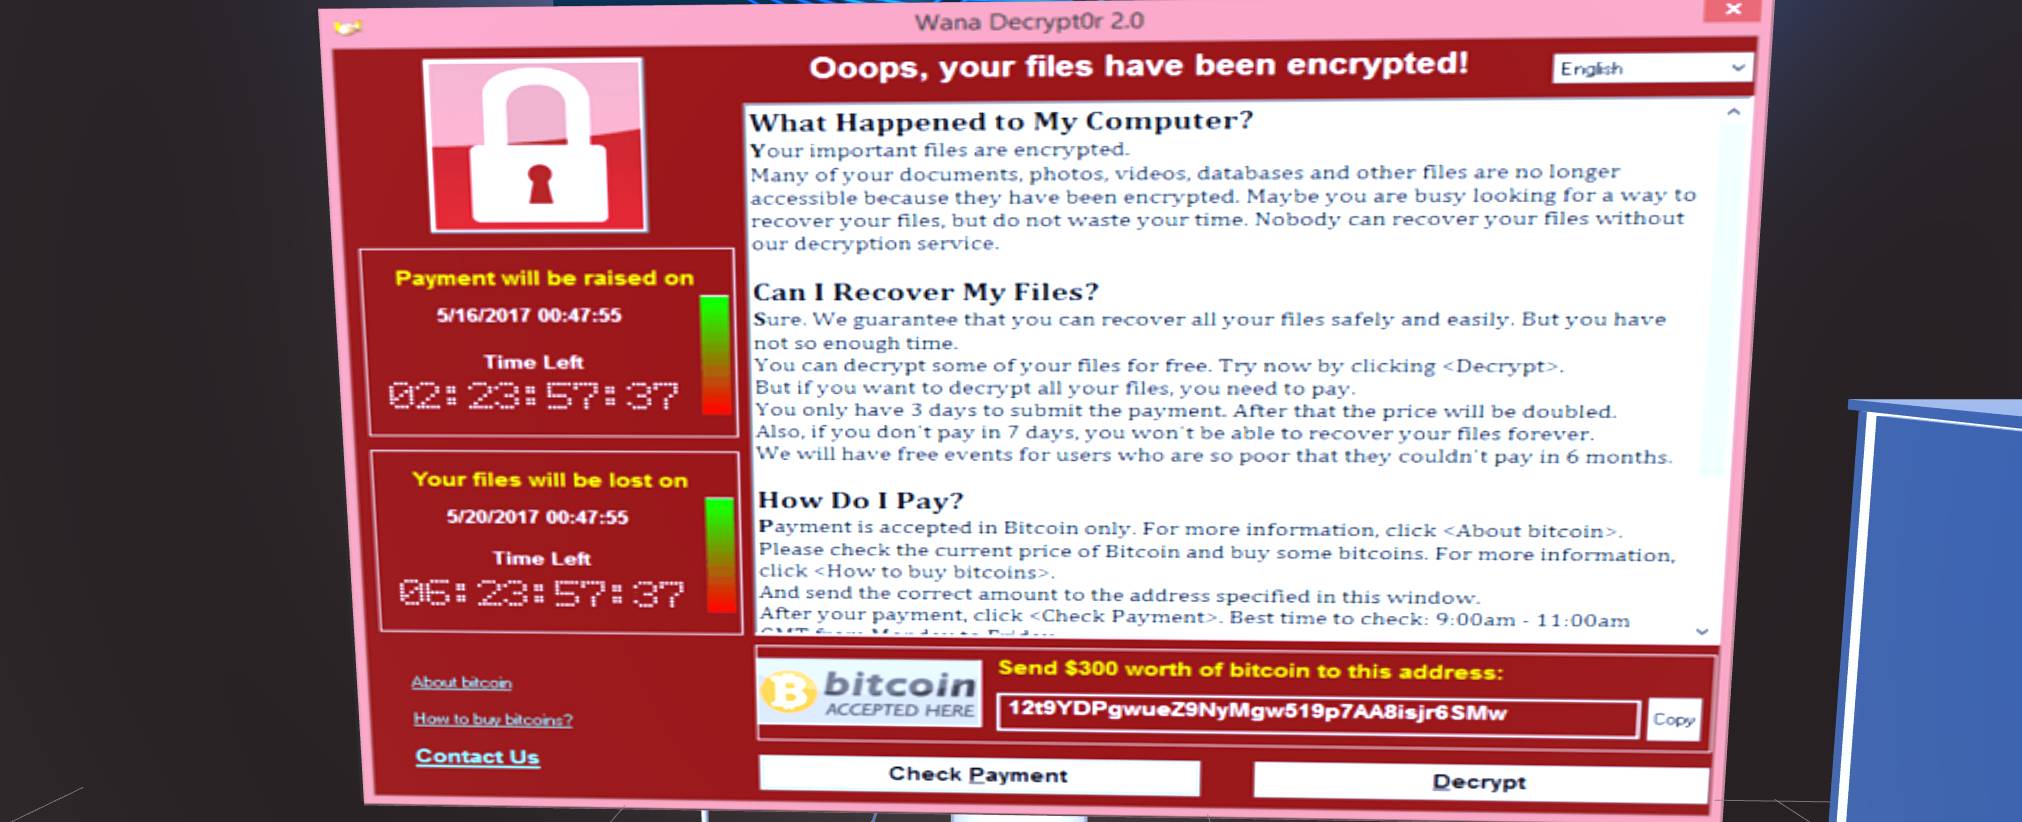 Wana Decrypt0r 2.0
Ooops, your files have been encrypted!
English
What Happened to My Computer?
Your important files are encrypted.
Many of your documents, photos, videos, databases and other files are no longer
accessible because they have been encrypted. Maybe you are busy looking for a way to
recover your files, but do not waste your time. Nobody can recover your files without
our decryption service.
Can I Recover My Files?
Sure. We guarantee that you can recover all your files safely and easily. But you have
not so enough time.
You can decrypt some of your files for free. Try now by clicking <Decrypt>.
But if you want to decrypt all your files, you need to pay.
You only have 3 days to submit the payment. After that the price will be doubled.
Also, if you don't pay in 7 days, you won't be able to recover your files forever.
We will have free events for users who are so poor that they couldn't pay in 6 months.
How Do I Pay?
Payment is accepted in Bitcoin only. For more information, click <About bitcoin>.
Please check the current price of Bitcoin and buy some bitcoins. For more information,
click <How to buy bitcoins>.
And send the correct amount to the address specified in this window.
After your payment, click <Check Payment>. Best time to check: 9:00am - 11:00am
GMT from Monday to Friday.
Payment will be raised on
5/16/2017 00:47:55
Time Left
02:23:57:37
Your files will be lost on
5/20/2017 00:47:55
Time Left
06:23:57:37
About bitcoin
How to buy bitcoins?
Contact Us
bitcoin
ACCEPTED HERE
Send $300 worth of bitcoin to this address:
12t9YDPgwueZ9NyMgw519p7AA8isjr6SMw
Copy
Check Payment
Decrypt